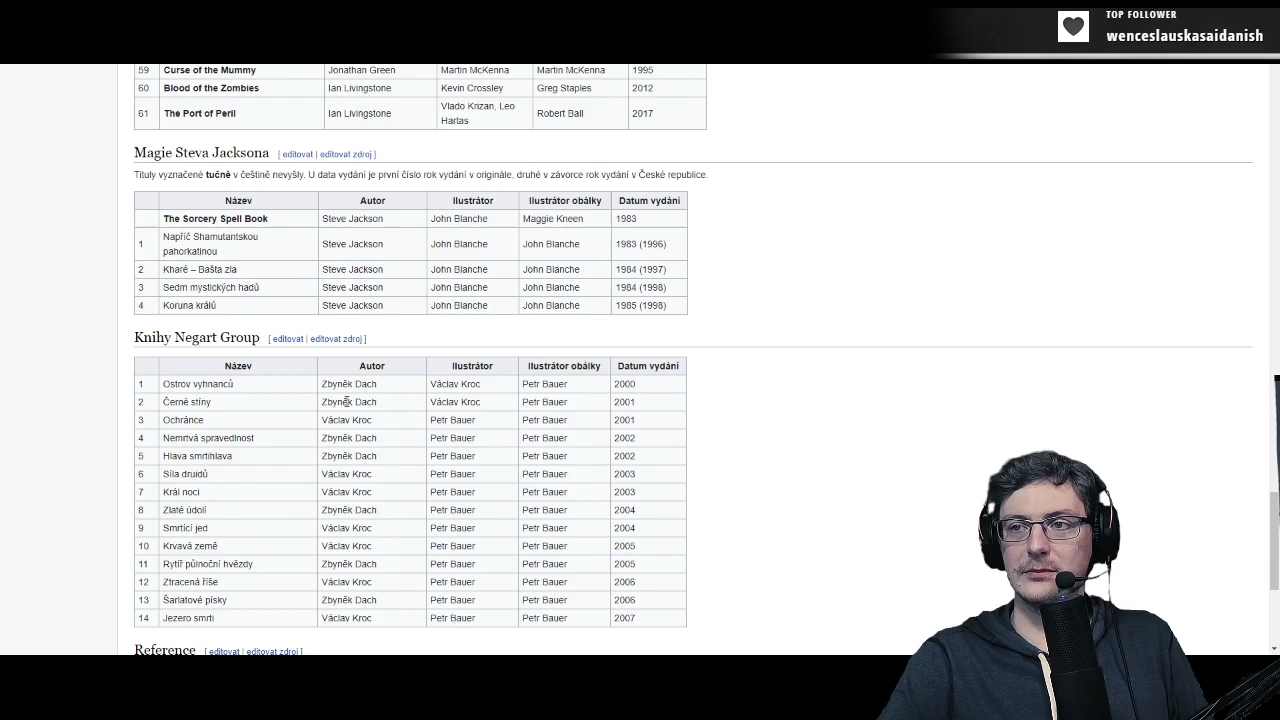 TOP FOLLOWER
wenceslauskasaidanish
59 Curse of the Mummy Jonathan Green Martin McKenna Martin McKenna 1995
60 Blood of the Zombies Ian Livingstone Kevin Crossley Greg Staples 2012
61 The Port of Peril Ian Livingstone Vlado Krizan, Leo Hartas Robert Ball 2017
Magie Steva Jacksona [ editovat | editovat zdroj ]
Tituly vyznačené tučně v češtině nevyšly. U data vydání je první číslo rok vydání v originále, druhé v závorce rok vydání v České republice.
Název Autor Ilustrátor Ilustrátor obálky Datum vydání
The Sorcery Spell Book Steve Jackson John Blanche Maggie Kneen 1983
1 Napříč Shamutantskou pahorkatinou Steve Jackson John Blanche John Blanche 1983 (1996)
2 Kharé – Bašta zla Steve Jackson John Blanche John Blanche 1984 (1997)
3 Sedm mystických hadů Steve Jackson John Blanche John Blanche 1984 (1998)
4 Koruna králů Steve Jackson John Blanche John Blanche 1985 (1998)
Knihy Negart Group [ editovat | editovat zdroj ]
Název Autor Ilustrátor Ilustrátor obálky Datum vydání
1 Ostrov vyhnanců Zbyněk Dach Václav Kroc Petr Bauer 2000
2 Černé stíny Zbyněk Dach Václav Kroc Petr Bauer 2001
3 Ochránce Václav Kroc Petr Bauer Petr Bauer 2001
4 Nemrtvá spravedlnost Zbyněk Dach Petr Bauer Petr Bauer 2002
5 Hlava smrtihlava Zbyněk Dach Petr Bauer Petr Bauer 2002
6 Síla druidů Václav Kroc Petr Bauer Petr Bauer 2003
7 Král noci Václav Kroc Petr Bauer Petr Bauer 2003
8 Zlaté údolí Zbyněk Dach Petr Bauer Petr Bauer 2004
9 Smrtící jed Václav Kroc Petr Bauer Petr Bauer 2004
10 Krvavá země Václav Kroc Petr Bauer Petr Bauer 2005
11 Rytíř půlnoční hvězdy Zbyněk Dach Petr Bauer Petr Bauer 2005
12 Ztracená říše Václav Kroc Petr Bauer Petr Bauer 2006
13 Šarlatové písky Zbyněk Dach Petr Bauer Petr Bauer 2006
14 Jezero smrti Václav Kroc Petr Bauer Petr Bauer 2007
Reference [ editovat | editovat zdroj ]